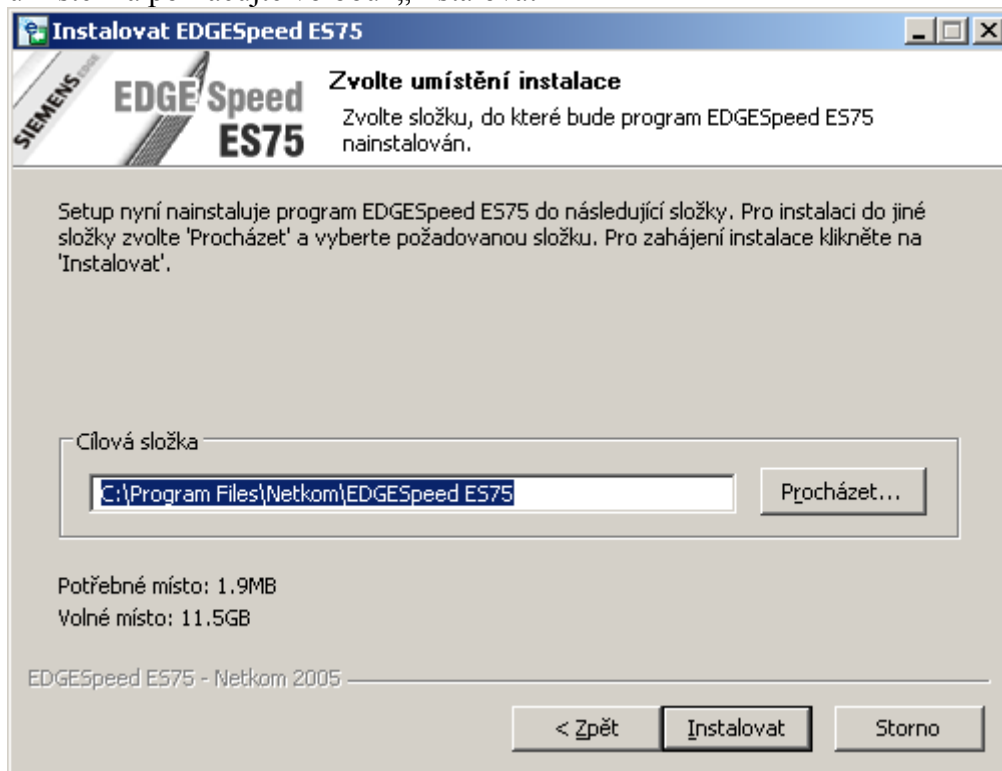 Instalovat EDGESpeed ES75
SIEMENS EDGE
EDGE Speed
ES75
Zvolte umístění instalace
Zvolte složku, do které bude program EDGESpeed ES75
nainstalován.
Setup nyní nainstaluje program EDGESpeed ES75 do následující složky. Pro instalaci do jiné
složky zvolte 'Procházet' a vyberte požadovanou složku. Pro zahájení instalace klikněte na
'Instalovat'.
Cílová složka
C:\Program Files\Netkom\EDGESpeed ES75
Procházet...
Potřebné místo: 1.9MB
Volné místo: 11.5GB
EDGESpeed ES75 - Netkom 2005
< Zpět
Instalovat
Storno